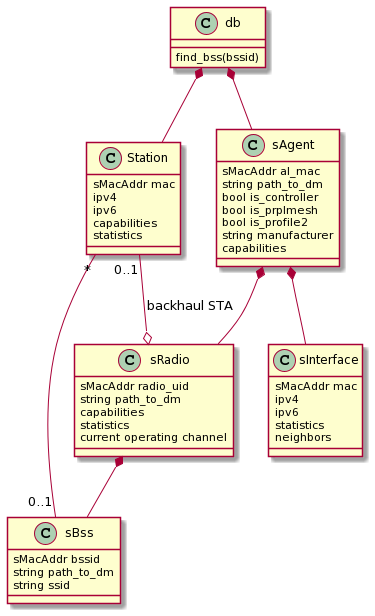 C db
find_bss(bssid)
C Station
sMacAddr mac
ipv4
ipv6
capabilities
statistics
C sAgent
sMacAddr al_mac
string path_to_dm
bool is_controller
bool is_prplmesh
bool is_profile2
string manufacturer
capabilities
*
0..1
backhaul STA
C sRadio
sMacAddr radio_uid
string path_to_dm
capabilities
statistics
current operating channel
C sInterface
sMacAddr mac
ipv4
ipv6
statistics
neighbors
0..1
C sBss
sMacAddr bssid
string path_to_dm
string ssid